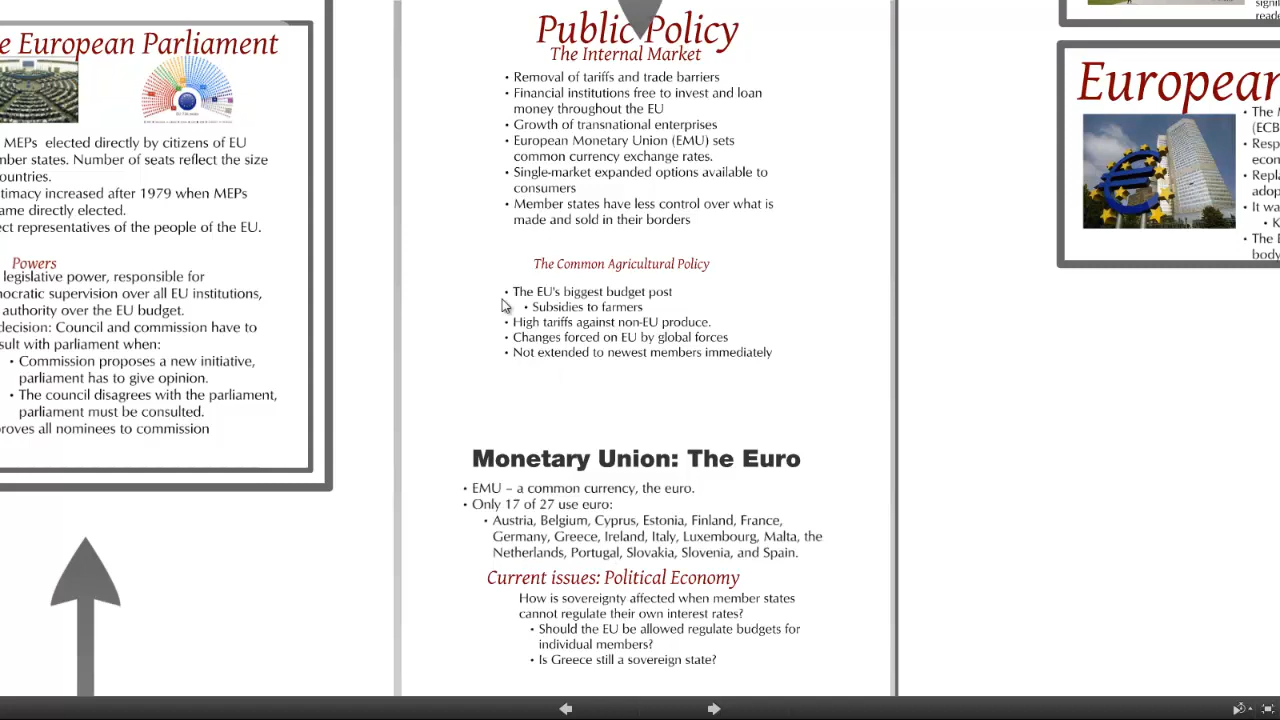 e European Parliament
MEPs elected directly by citizens of EU
mber states. Number of seats reflect the size
ountries.
timacy increased after 1979 when MEPs
ame directly elected.
ect representatives of the people of the EU.
Powers
legislative power, responsible for
nocratic supervision over all EU institutions,
authority over the EU budget.
decision: Council and commission have to
sult with parliament when:
• Commission proposes a new initiative,
parliament has to give opinion.
• The council disagrees with the parliament,
parliament must be consulted.
proves all nominees to commission
Public Policy
The Internal Market
• Removal of tariffs and trade barriers
• Financial institutions free to invest and loan
money throughout the EU
• Growth of transnational enterprises
• European Monetary Union (EMU) sets
common currency exchange rates.
• Single-market expanded options available to
consumers
• Member states have less control over what is
made and sold in their borders
The Common Agricultural Policy
• The EU's biggest budget post
• Subsidies to farmers
• High tariffs against non-EU produce.
• Changes forced on EU by global forces
• Not extended to newest members immediately
Monetary Union: The Euro
• EMU – a common currency, the euro.
• Only 17 of 27 use euro:
• Austria, Belgium, Cyprus, Estonia, Finland, France,
Germany, Greece, Ireland, Italy, Luxembourg, Malta, the
Netherlands, Portugal, Slovakia, Slovenia, and Spain.
Current issues: Political Economy
How is sovereignty affected when member states
cannot regulate their own interest rates?
• Should the EU be allowed regulate budgets for
individual members?
• Is Greece still a sovereign state?
signi
reade
European
• The
(ECB
• Resp
econ
• Repla
adop
• It wa
• K
• The
body